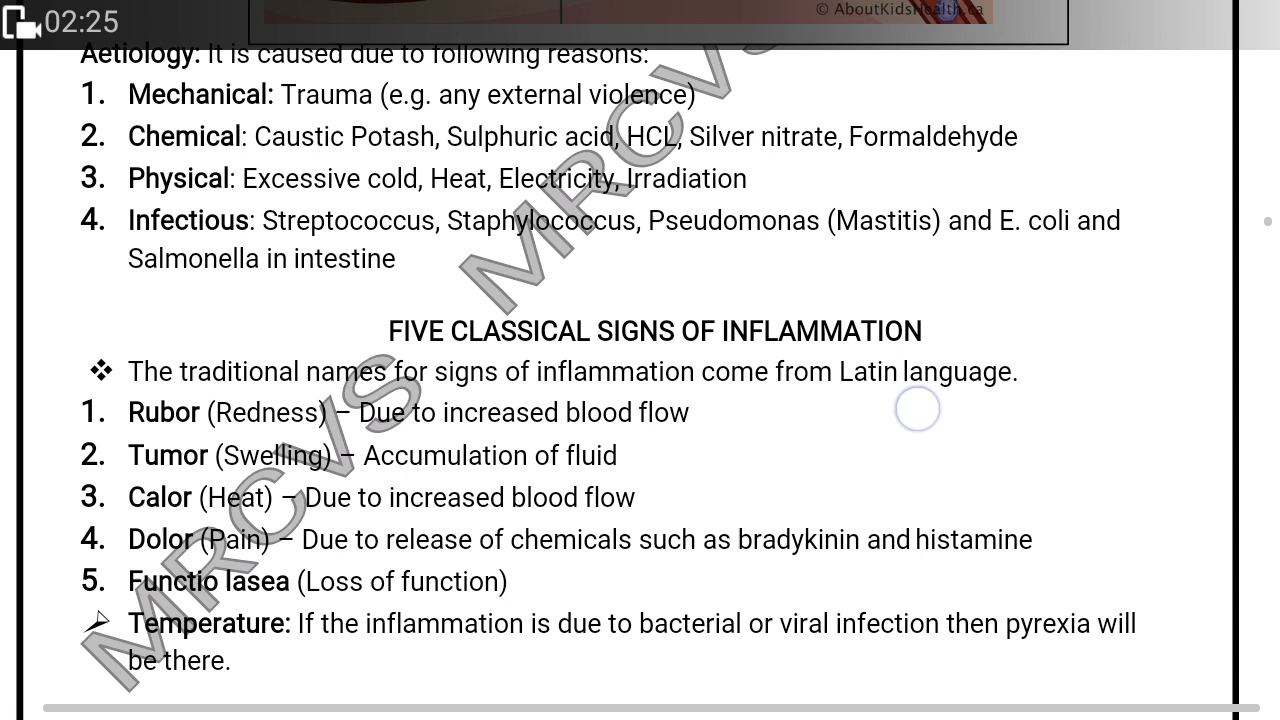 02:25
© AboutKidsHealth.ca
Aetiology: It is caused due to following reasons:
1. Mechanical: Trauma (e.g. any external violence)
2. Chemical: Caustic Potash, Sulphuric acid, HCL, Silver nitrate, Formaldehyde
3. Physical: Excessive cold, Heat, Electricity, Irradiation
4. Infectious: Streptococcus, Staphylococcus, Pseudomonas (Mastitis) and E. coli and
Salmonella in intestine
FIVE CLASSICAL SIGNS OF INFLAMMATION
❖ The traditional names for signs of inflammation come from Latin language.
1. Rubor (Redness) – Due to increased blood flow
2. Tumor (Swelling) – Accumulation of fluid
3. Calor (Heat) – Due to increased blood flow
4. Dolor (Pain) – Due to release of chemicals such as bradykinin and histamine
5. Functio lasea (Loss of function)
➢ Temperature: If the inflammation is due to bacterial or viral infection then pyrexia will
be there.
MRCVS MRCVS